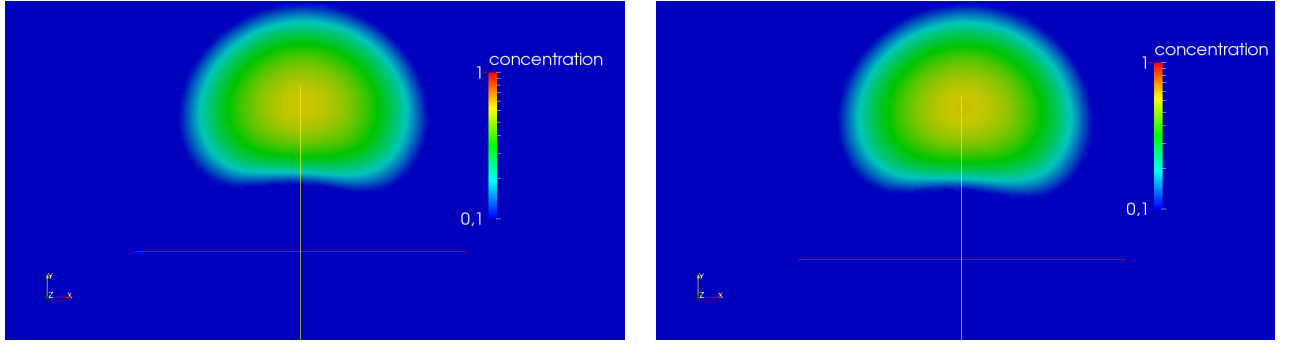 concentration
1
0,1
Y
Z X
concentration
1
0,1
Y
Z X